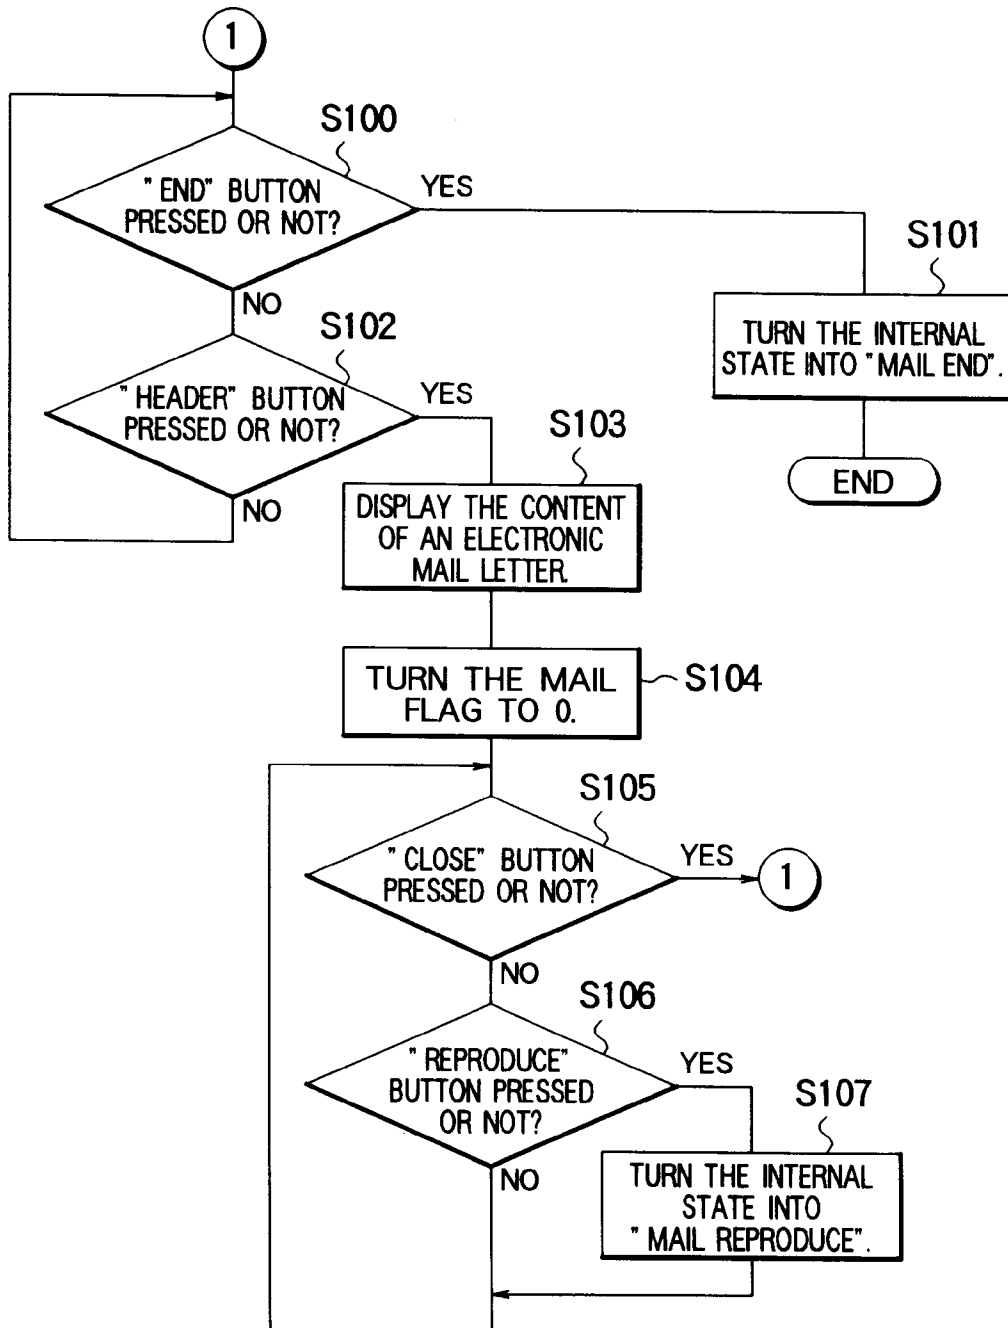 1
S100
" END" BUTTON
PRESSED OR NOT?
YES
S101
TURN THE INTERNAL
STATE INTO "MAIL END".
END
NO
S102
" HEADER" BUTTON
PRESSED OR NOT?
YES
NO
S103
DISPLAY THE CONTENT
OF AN ELECTRONIC
MAIL LETTER.
TURN THE MAIL
FLAG TO 0.
S104
S105
" CLOSE" BUTTON
PRESSED OR NOT?
YES
1
NO
S106
" REPRODUCE"
BUTTON PRESSED
OR NOT?
YES
NO
S107
TURN THE INTERNAL
STATE INTO
" MAIL REPRODUCE".